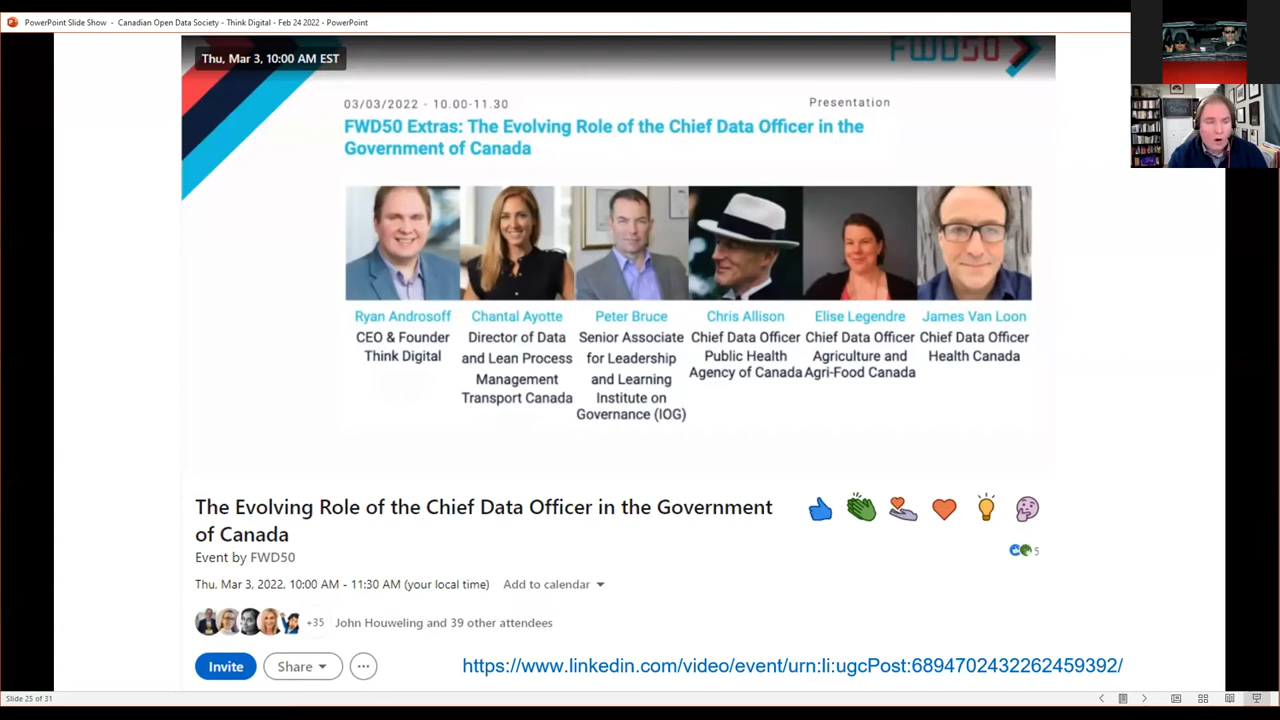 PowerPoint Slide Show - Canadian Open Data Society - Think Digital - Feb 24 2022 - PowerPoint
Thu, Mar 3, 10:00 AM EST
FWD50
03/03/2022 - 10.00-11.30
Presentation
FWD50 Extras: The Evolving Role of the Chief Data Officer in the
Government of Canada
Ryan Androsoff
CEO & Founder
Think Digital
Chantal Ayotte
Director of Data
and Lean Process
Management
Transport Canada
Peter Bruce
Senior Associate
for Leadership
and Learning
Institute on
Governance (IOG)
Chris Allison
Chief Data Officer
Public Health
Agency of Canada
Elise Legendre
Chief Data Officer
Agriculture and
Agri-Food Canada
James Van Loon
Chief Data Officer
Health Canada
The Evolving Role of the Chief Data Officer in the Government
of Canada
Event by FWD50
5
Thu, Mar 3, 2022, 10:00 AM - 11:30 AM (your local time)
Add to calendar
+35
John Houweling and 39 other attendees
Invite
Share
https://www.linkedin.com/video/event/urn:li:ugcPost:6894702432262459392/
Slide 25 of 31